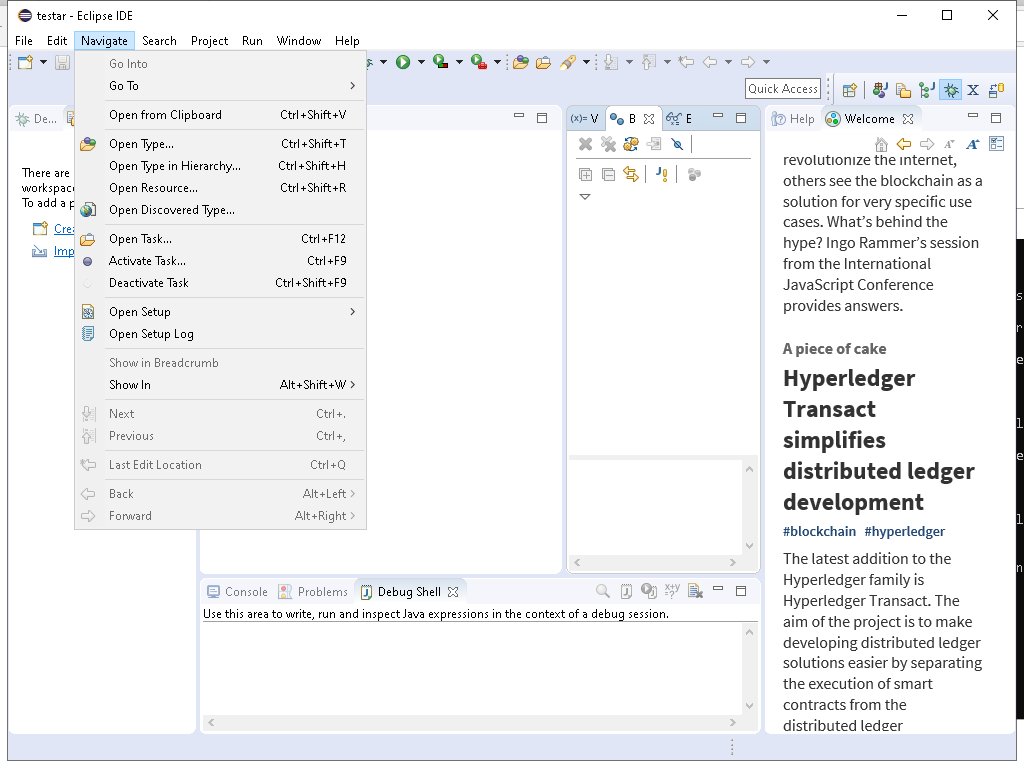 testar - Eclipse IDE
File Edit Navigate Search Project Run Window Help
Quick Access
Go Into
Go To
Open from Clipboard Ctrl+Shift+V
Open Type... Ctrl+Shift+T
Open Type in Hierarchy... Ctrl+Shift+H
Open Resource... Ctrl+Shift+R
Open Discovered Type...
Open Task... Ctrl+F12
Activate Task... Ctrl+F9
Deactivate Task Ctrl+Shift+F9
Open Setup
Open Setup Log
Show in Breadcrumb
Show In Alt+Shift+W
Next Ctrl+.
Previous Ctrl+,
Last Edit Location Ctrl+Q
Back Alt+Left
Forward Alt+Right
De...
There are
workspac
To add a p
Crea
Imp
(x)= V
B
E
Help
Welcome
revolutionize the internet,
others see the blockchain as a
solution for very specific use
cases. What’s behind the
hype? Ingo Rammer’s session
from the International
JavaScript Conference
provides answers.
A piece of cake
Hyperledger
Transact
simplifies
distributed ledger
development
#blockchain #hyperledger
The latest addition to the
Hyperledger family is
Hyperledger Transact. The
aim of the project is to make
developing distributed ledger
solutions easier by separating
the execution of smart
contracts from the
distributed ledger
Console Problems Debug Shell
Use this area to write, run and inspect Java expressions in the context of a debug session.